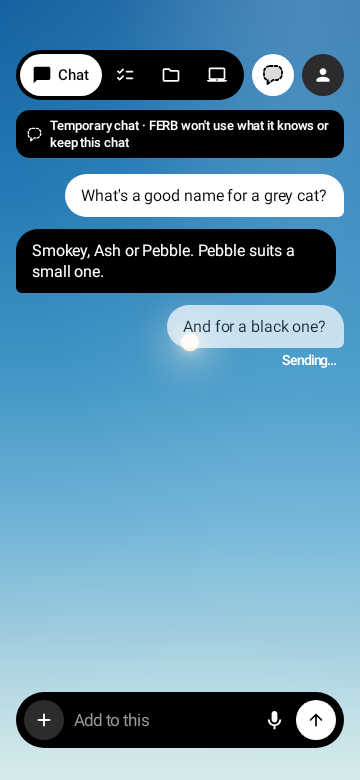 Chat
Temporary chat · FERB won't use what it knows or
keep this chat
What's a good name for a grey cat?
Smokey, Ash or Pebble. Pebble suits a
small one.
And for a black one?
Sending...
Add to this